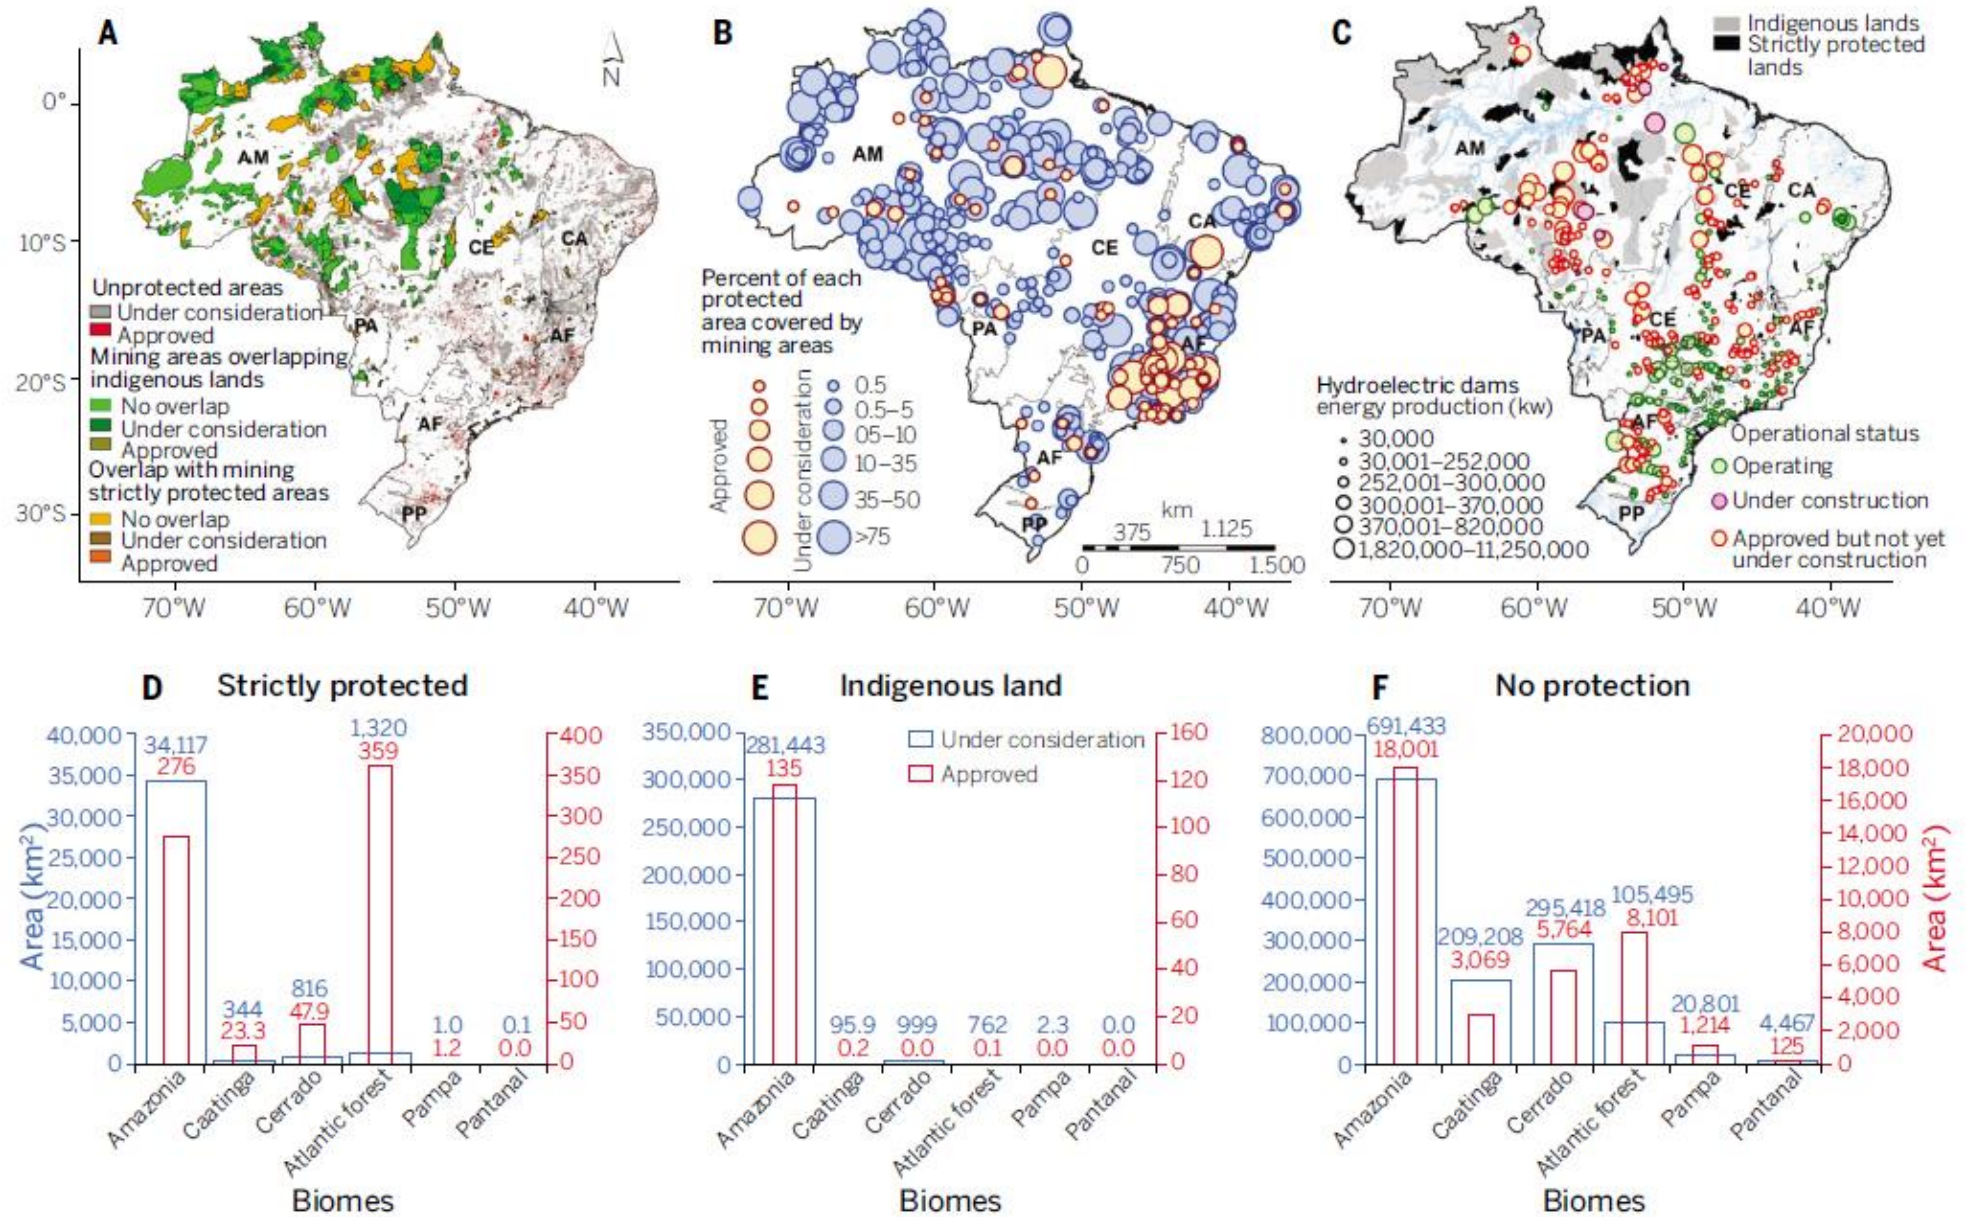 A
N
0°
10°S
20°S
30°S
AM
CE
CA
PA
AF
AF
PP
Unprotected areas
Under consideration
Approved
Mining areas overlapping
indigenous lands
No overlap
Under consideration
Approved
Overlap with mining
strictly protected areas
No overlap
Under consideration
Approved
70°W 60°W 50°W 40°W
B
AM
CE
CA
PA
AF
AF
PP
Percent of each
protected
area covered by
mining areas
Approved
Under consideration
0.5
0.5–5
05–10
10–35
35–50
>75
km
375 1.125
0 750 1.500
70°W 60°W 50°W 40°W
C
Indigenous lands
Strictly protected
lands
AM
CE
CA
CE
PA
AF
AF
PP
Hydroelectric dams
energy production (kw)
30,000
30,001–252,000
252,001–300,000
300,001–370,000
370,001–820,000
1,820,000–11,250,000
Operational status
Operating
Under construction
Approved but not yet
under construction
70°W 60°W 50°W 40°W
D Strictly protected
Area (km²)
40,000
35,000
30,000
25,000
20,000
15,000
10,000
5,000
0
34,117
276
344
23.3
816
47.9
1,320
359
1.0
1.2
0.1
0.0
400
350
300
250
200
150
100
50
0
Amazonia
Caatinga
Cerrado
Atlantic forest
Pampa
Pantanal
Biomes
E Indigenous land
350,000
300,000
250,000
200,000
150,000
100,000
50,000
0
281,443
135
95.9
0.2
999
0.0
762
0.1
2.3
0.0
0.0
0.0
Under consideration
Approved
160
120
100
80
60
40
20
0
Amazonia
Caatinga
Cerrado
Atlantic forest
Pampa
Pantanal
Biomes
F No protection
800,000
700,000
600,000
500,000
400,000
300,000
200,000
100,000
0
691,433
18,001
209,208
3,069
295,418
5,764
105,495
8,101
20,801
1,214
4,467
125
20,000
18,000
16,000
14,000
12,000
10,000
8,000
6,000
4,000
2,000
0
Area (km²)
Amazonia
Caatinga
Cerrado
Atlantic forest
Pampa
Pantanal
Biomes